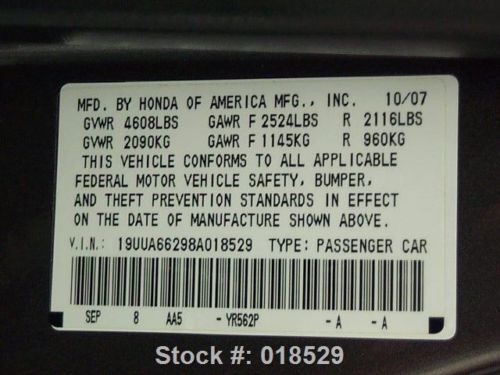 MFD. BY HONDA OF AMERICA MFG., INC. 10/07
GVWR 4608LBS GAWR F 2524LBS R 2116LBS
GVWR 2090KG GAWR F 1145KG R 960KG
THIS VEHICLE CONFORMS TO ALL APPLICABLE
FEDERAL MOTOR VEHICLE SAFETY, BUMPER,
AND THEFT PREVENTION STANDARDS IN EFFECT
ON THE DATE OF MANUFACTURE SHOWN ABOVE.
V.I.N.: 19UUA66298A018529 TYPE: PASSENGER CAR
SEP 8 AA5 - YR562P - A - A
Stock #: 018529